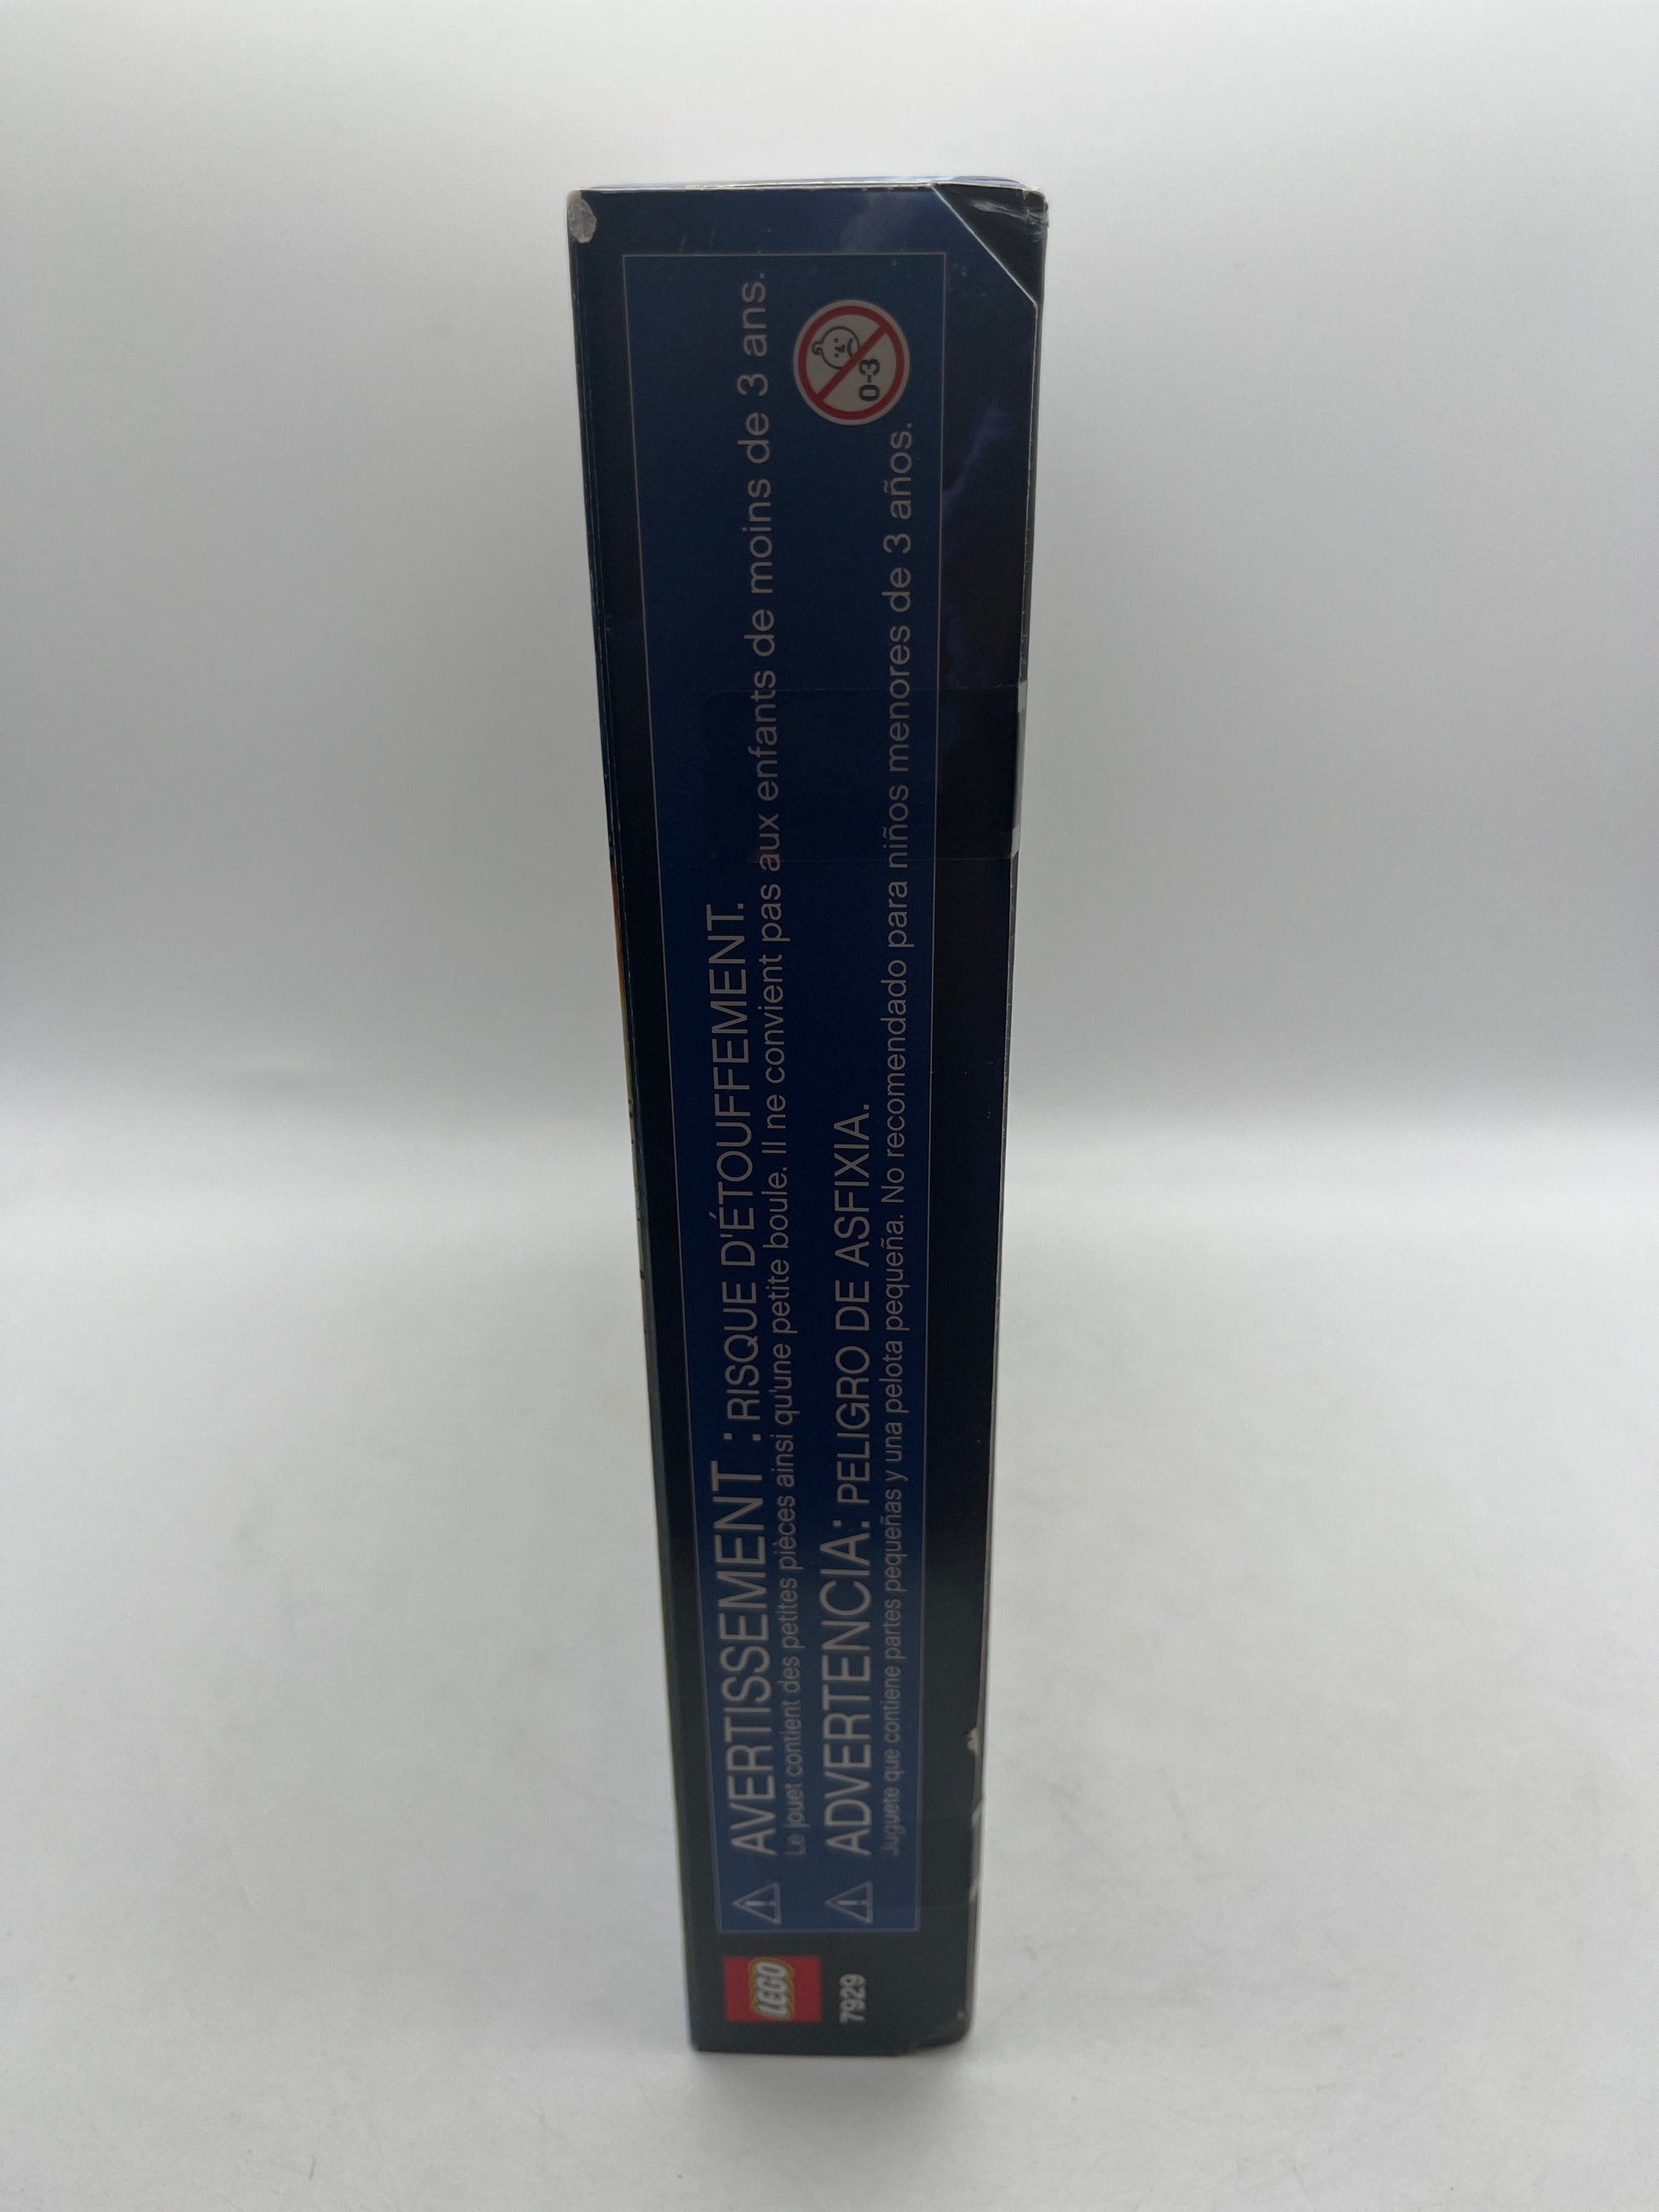 ⚠ AVERTISSEMENT : RISQUE D'ÉTOUFFEMENT.
Le jouet contient des petites pièces ainsi qu'une petite boule. Il ne convient pas aux enfants de moins de 3 ans.
⚠ ADVERTENCIA: PELIGRO DE ASFIXIA.
Juguete que contiene partes pequeñas y una pelota pequeña. No recomendado para niños menores de 3 años.
0-3
LEGO
7929